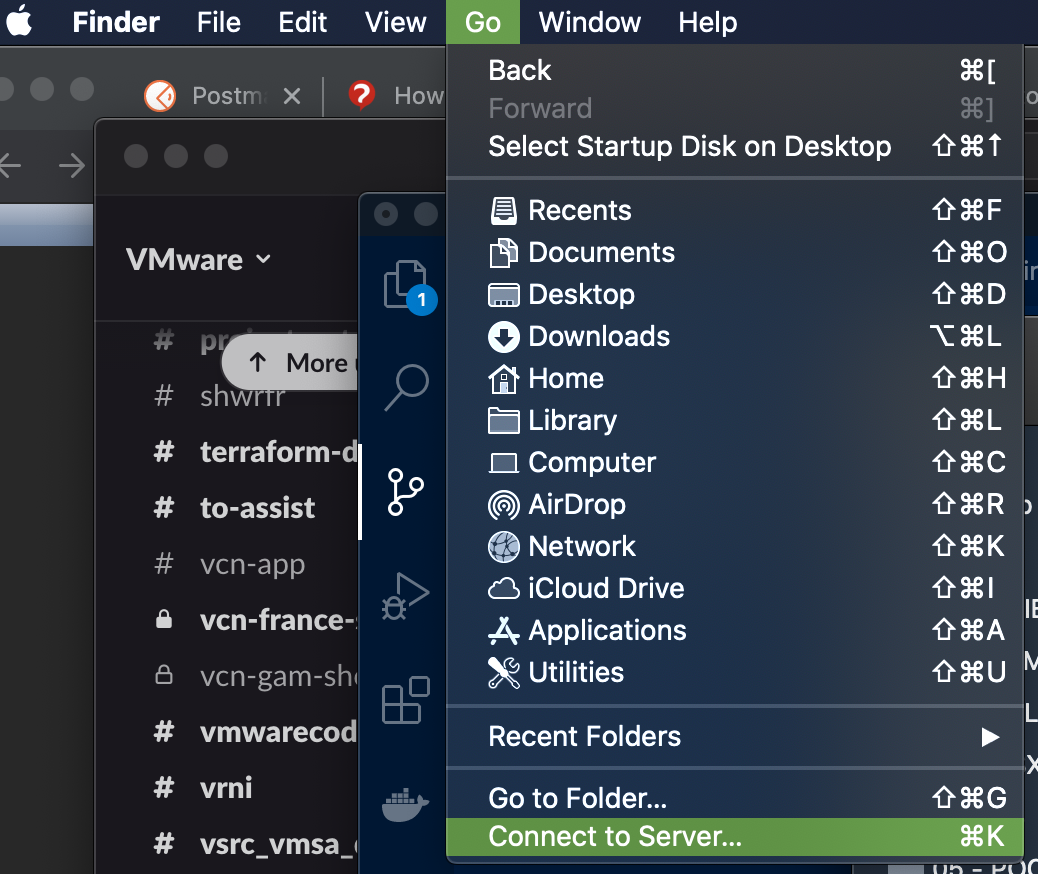 Finder File Edit View Go Window Help
Postm
How
VMware
More
shwrfr
terraform-d
to-assist
vcn-app
vcn-france-
vcn-gam-sh
vmwarecod
vrni
vsrc_vmsa_
1
Back ⌘[
Forward ⌘]
Select Startup Disk on Desktop ⇧⌘↑
Recents ⇧⌘F
Documents ⇧⌘O
Desktop ⇧⌘D
Downloads ⌥⌘L
Home ⇧⌘H
Library ⇧⌘L
Computer ⇧⌘C
AirDrop ⇧⌘R
Network ⇧⌘K
iCloud Drive ⇧⌘I
Applications ⇧⌘A
Utilities ⇧⌘U
Recent Folders ▶
Go to Folder... ⇧⌘G
Connect to Server... ⌘K
05 - POC